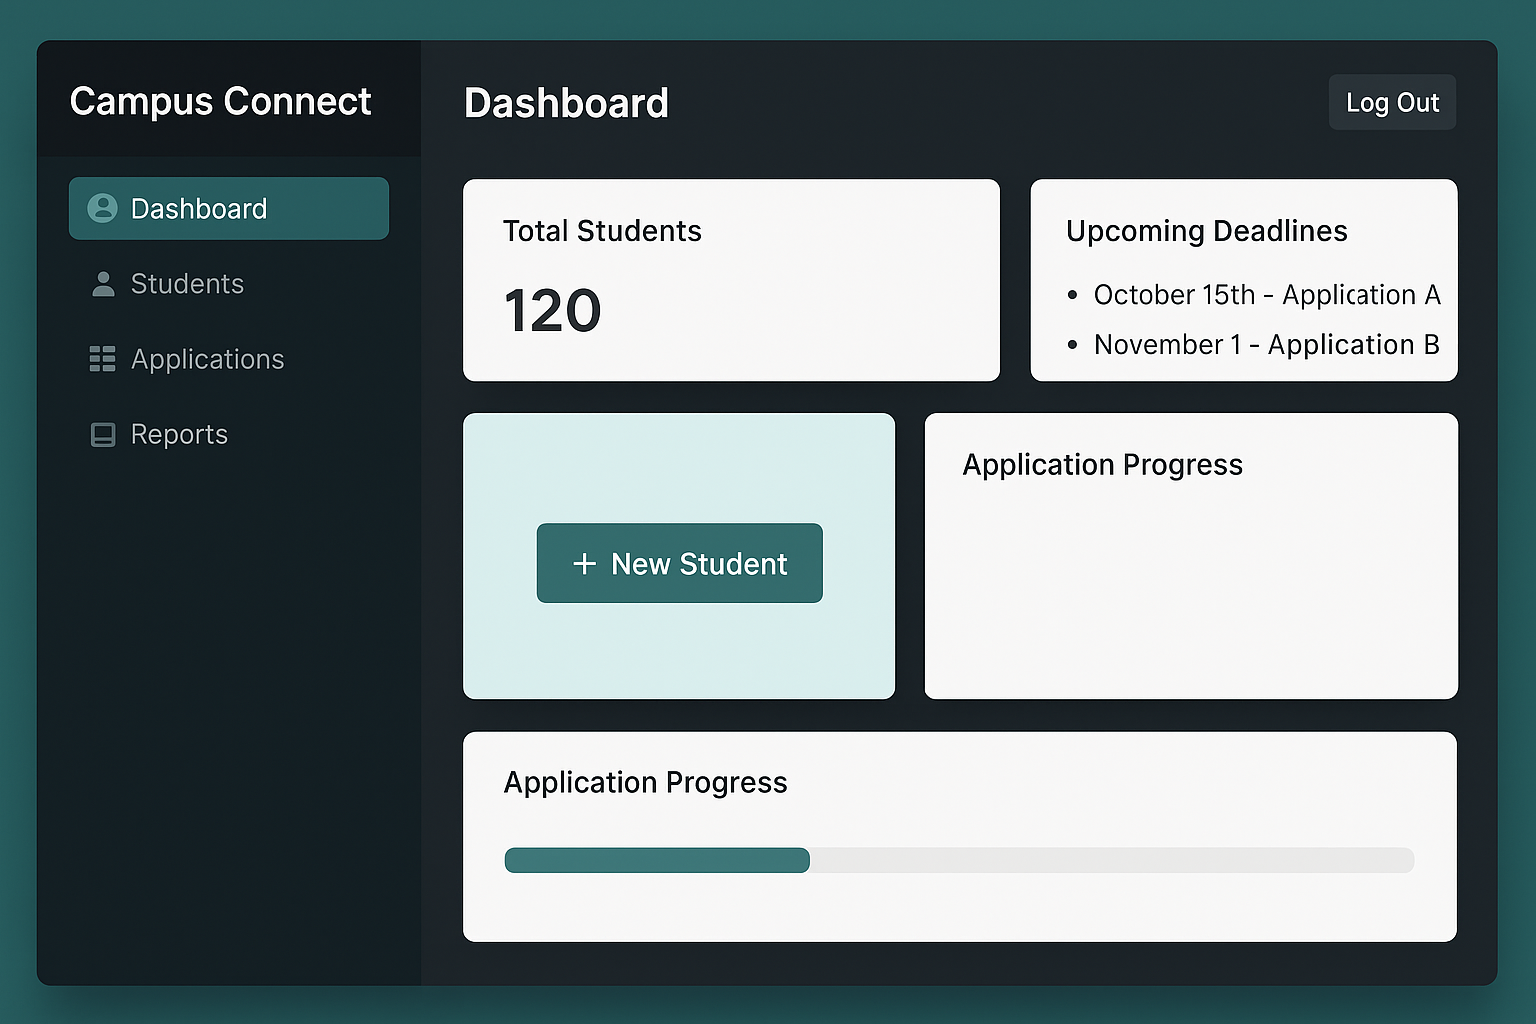 Campus Connect
Dashboard
Students
Applications
Reports
Dashboard
Log Out
Total Students
120
Upcoming Deadlines
• October 15th - Application A
• November 1 - Application B
+ New Student
Application Progress
Application Progress